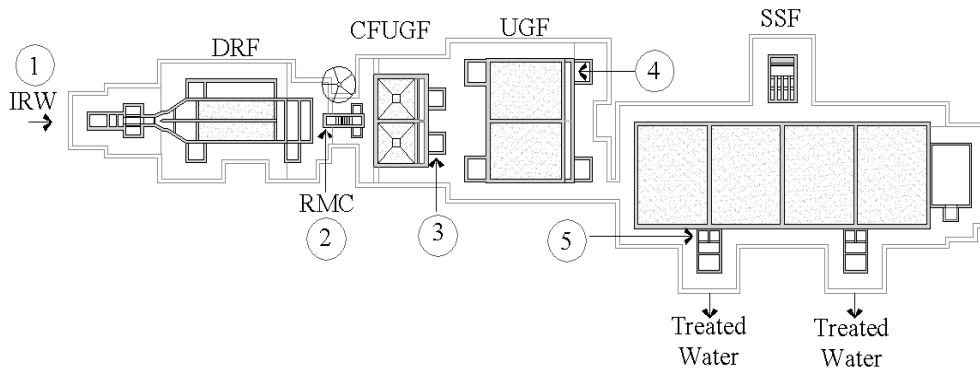 1
IRW
DRF
CFUGF
UGF
SSF
RMC
2
3
4
5
Treated
Water
Treated
Water